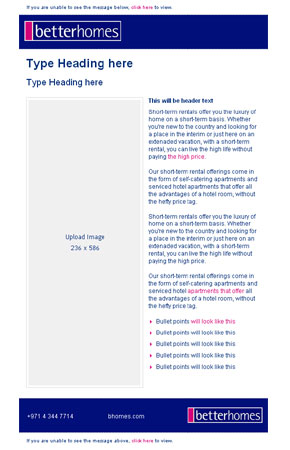 If you are unable to see the message below, click here to view.
betterhomes
Type Heading here
Type Heading here
This will be header text
Short-term rentals offer you the luxury of
home on a short-term basis. Whether
you're new to the country and looking for
a place in the interim or just here on an
extenaded vacation, with a short-term
rental, you can live the high life without
paying the high price.
Our short-term rental offerings come in
the form of self-catering apartments and
serviced hotel apartments that offer all
the advantages of a hotel room, without
the hefty price tag.
Short-term rentals offer you the luxury of
home on a short-term basis. Whether
you're new to the country and looking for
a place in the interim or just here on an
extenaded vacation, with a short-term
rental, you can live the high life without
paying the high price.
Our short-term rental offerings come in
the form of self-catering apartments and
serviced hotel apartments that offer all
the advantages of a hotel room, without
the hefty price tag.
Upload Image
236 x 586
Bullet points will look like this
Bullet points will look like this
Bullet points will look like this
Bullet points will look like this
Bullet points will look like this
+971 4 344 7714 bhomes.com betterhomes
If you are unable to see the message above, click here to view.